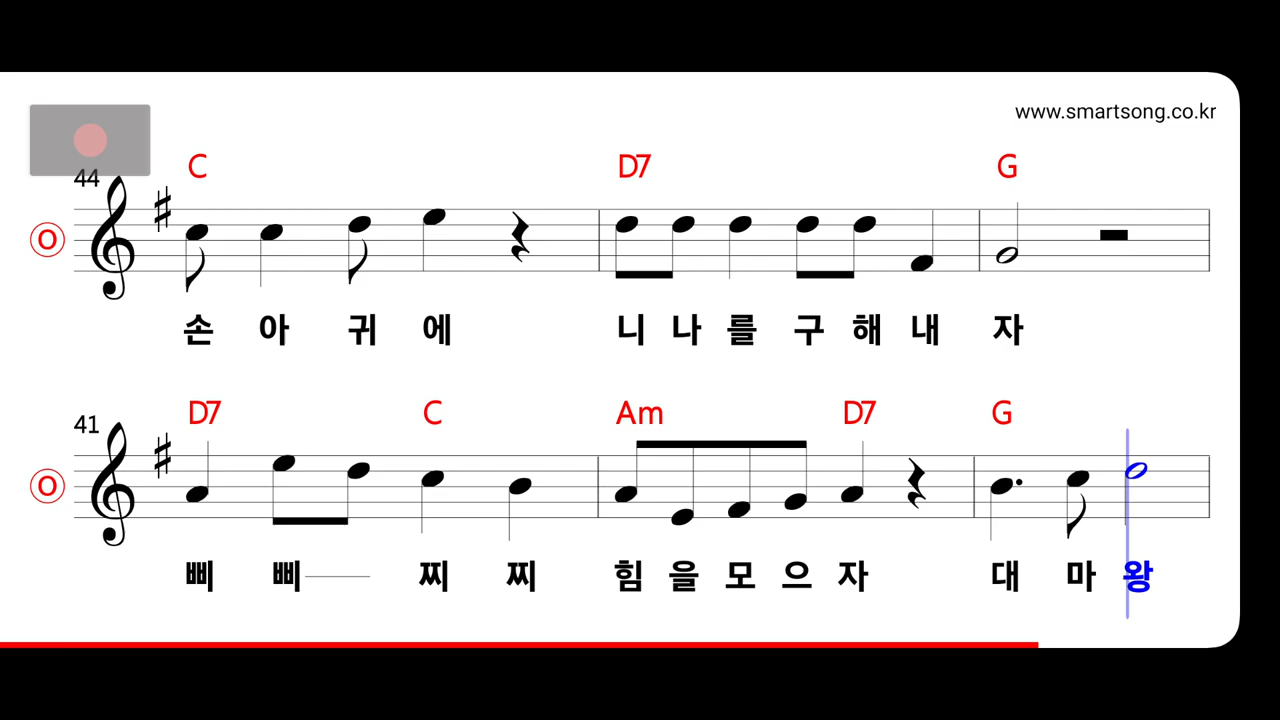 www.smartsong.co.kr
C D7 G
44
O
손 아 귀 에 니 나 를 구 해 내 자
D7 C Am D7 G
41
O
삐 삐 찌 찌 힘 을 모 으 자 대 마 왕